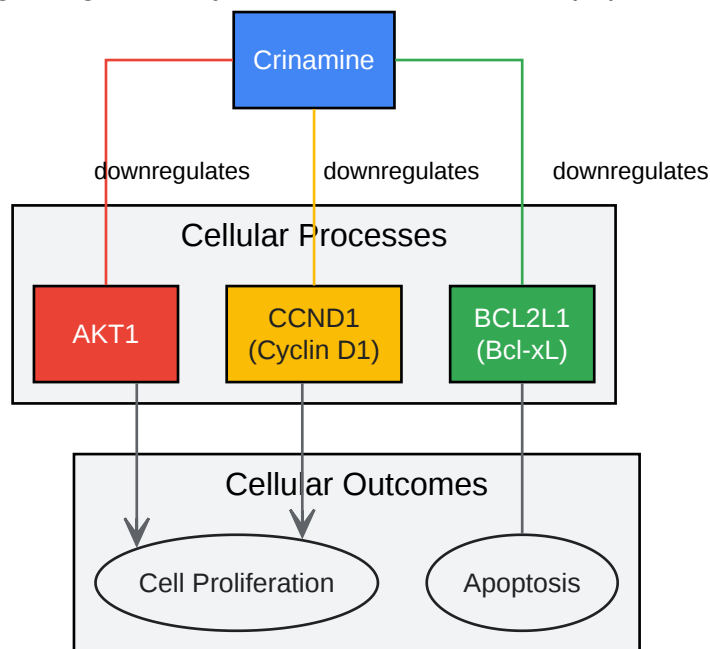 Crinamine
downregulates downregulates downregulates
Cellular Processes
AKT1
CCND1
(Cyclin D1)
BCL2L1
(Bcl-xL)
Cellular Outcomes
Cell Proliferation
Apoptosis